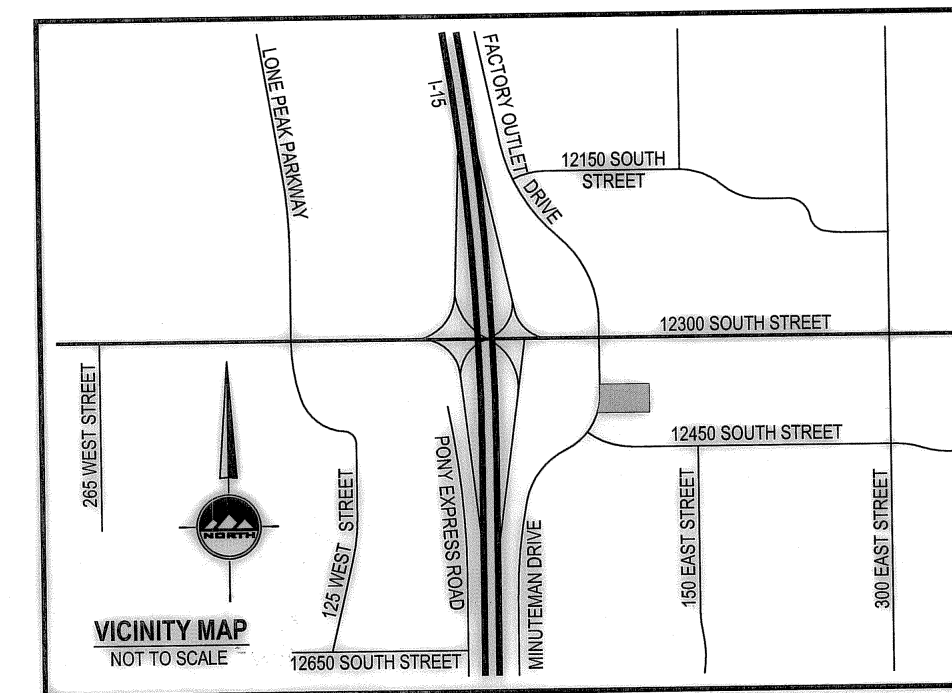 LONE PEAK PARKWAY
I-15
FACTORY OUTLET DRIVE
12150 SOUTH
STREET
12300 SOUTH STREET
265 WEST STREET
12450 SOUTH STREET
PONY EXPRESS ROAD
125 WEST STREET
MINUTEMAN DRIVE
150 EAST STREET
300 EAST STREET
NORTH
VICINITY MAP
NOT TO SCALE
12650 SOUTH STREET